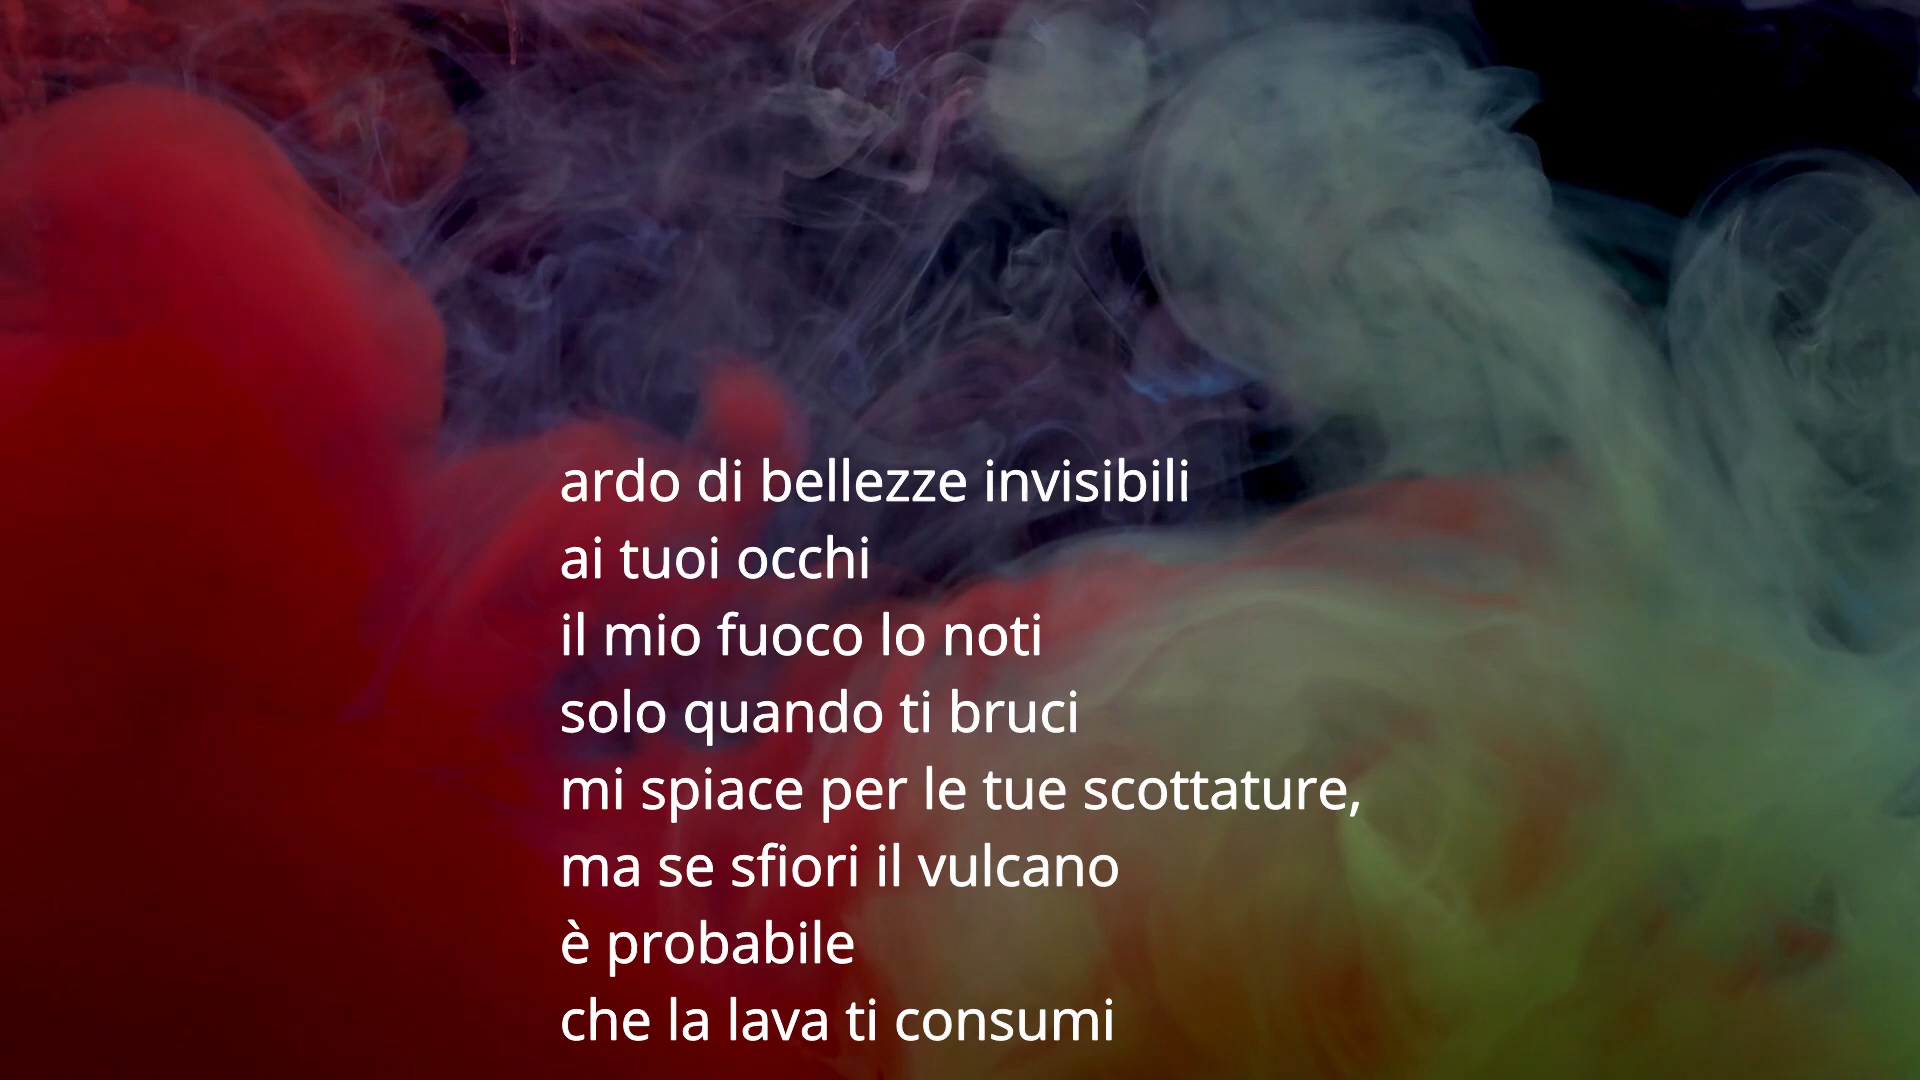 ardo di bellezze invisibili
ai tuoi occhi
il mio fuoco lo noti
solo quando ti bruci
mi spiace per le tue scottature,
ma se sfiori il vulcano
è probabile
che la lava ti consumi